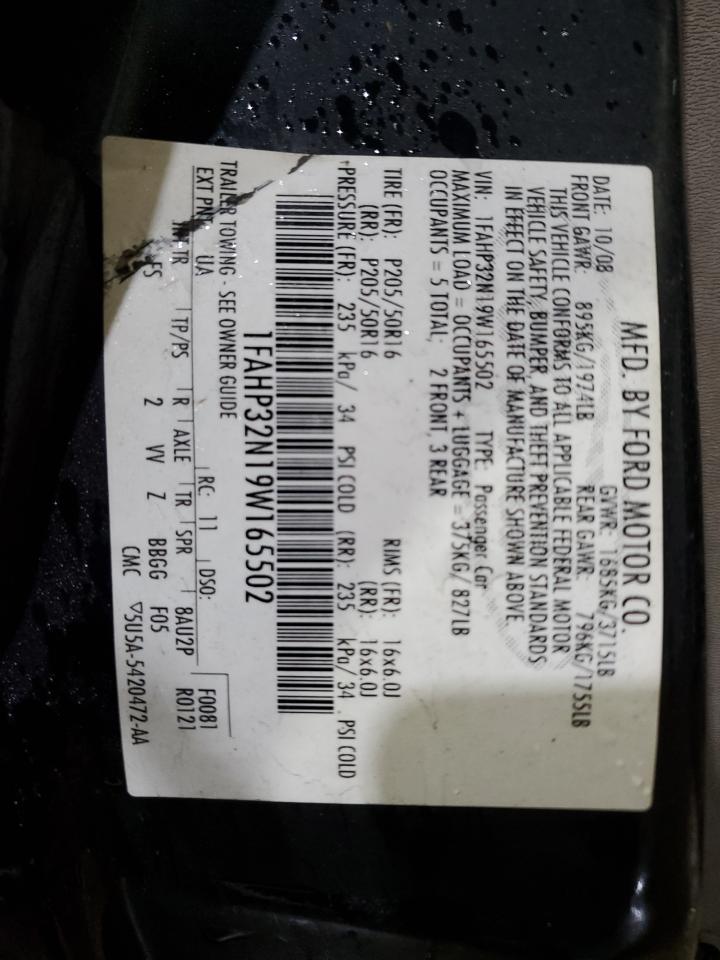 MFD. BY FORD MOTOR CO.
DATE: 10/08 GVWR: 1685KG/3715LB
FRONT GAWR: 895KG/1974LB REAR GAWR: 796KG/1755LB
THIS VEHICLE CONFORMS TO ALL APPLICABLE FEDERAL MOTOR
VEHICLE SAFETY, BUMPER, AND THEFT PREVENTION STANDARDS
IN EFFECT ON THE DATE OF MANUFACTURE SHOWN ABOVE.
VIN: 1FAHP32N19W165502 TYPE: Passenger Car
MAXIMUM LOAD = OCCUPANTS + LUGGAGE = 375KG/ 827LB
OCCUPANTS = 5 TOTAL; 2 FRONT, 3 REAR
TIRE (FR): P205/50R16 RIMS (FR): 16x6.0J
(RR): P205/50R16 (RR): 16x6.0J
PRESSURE (FR): 235 kPa/ 34 PSI COLD (RR): 235 kPa/ 34 PSI COLD
1FAHP32N19W165502
TRAILER TOWING - SEE OWNER GUIDE F0081
EXT PNT: UA RC: 11 DSO: R0121
TR TP/PS R AXLE TR SPR 8AU2P
FS 2 VV Z BBGG F05
CMC ▽5U5A-5420472-AA